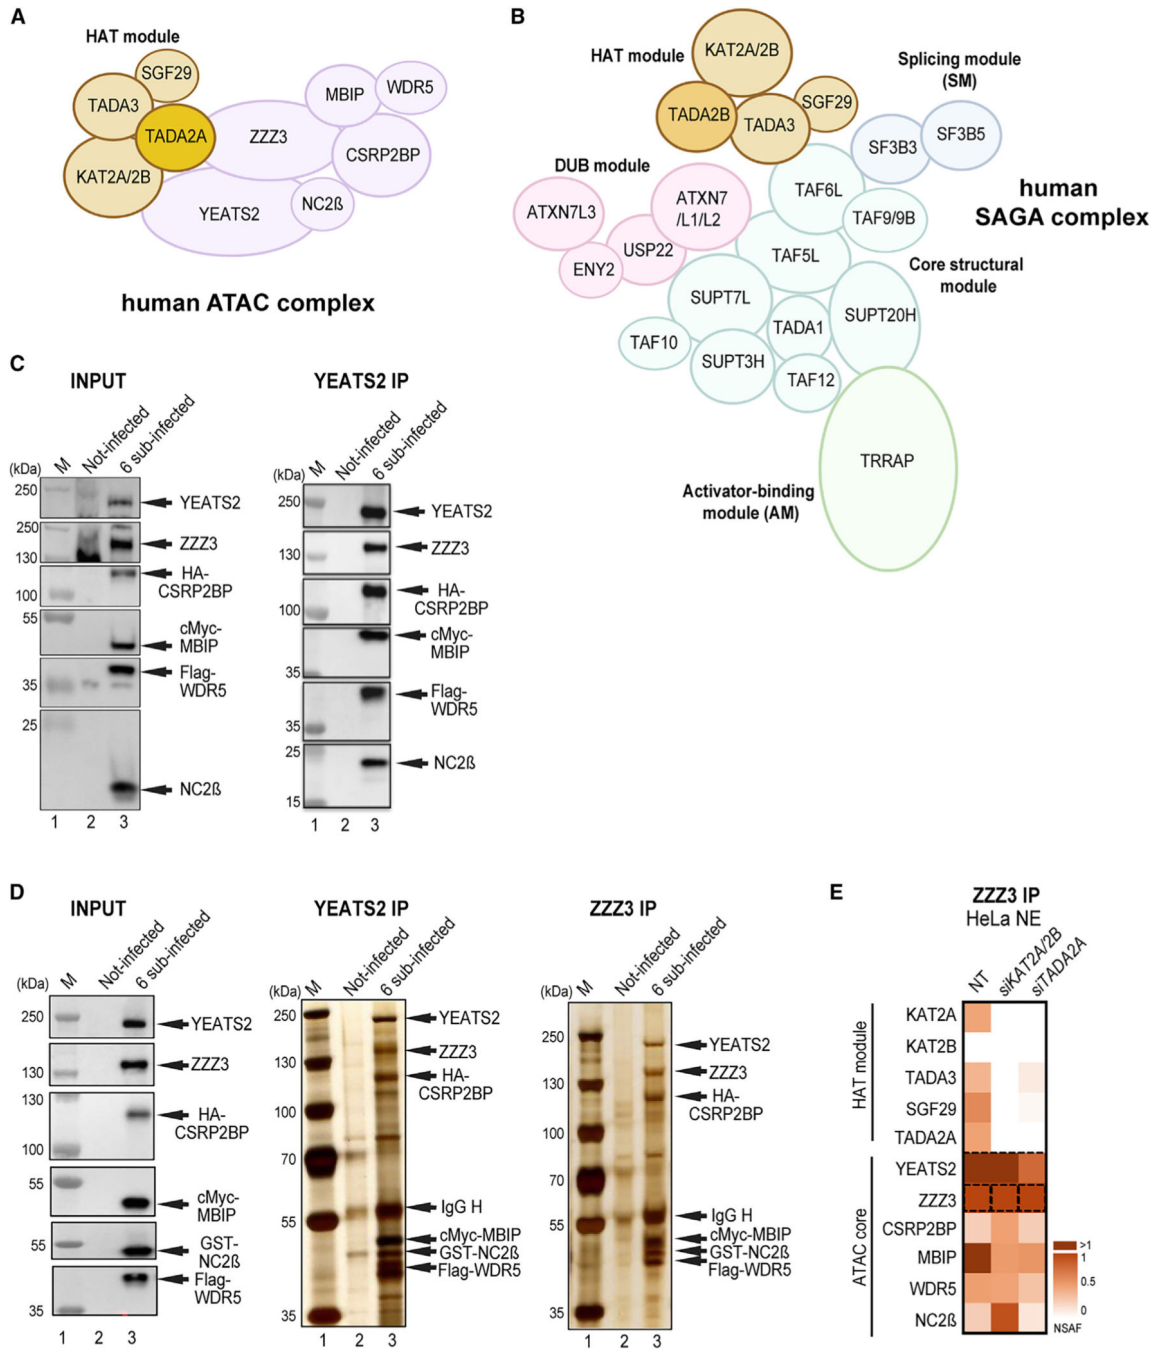 A
HAT module
SGF29
TADA3
TADA2A
KAT2A/2B
ZZZ3
MBIP
WDR5
CSRP2BP
YEATS2
NC2ß
human ATAC complex
B
HAT module
KAT2A/2B
TADA2B
TADA3
SGF29
Splicing module
(SM)
SF3B3
SF3B5
DUB module
ATXN7L3
ATXN7
/L1/L2
USP22
ENY2
TAF6L
TAF9/9B
human
SAGA complex
TAF5L
Core structural
module
SUPT7L
TADA1
SUPT20H
TAF10
SUPT3H
TAF12
TRRAP
Activator-binding
module (AM)
C
INPUT
(kDa)
M
Not-infected
6 sub-infected
250
YEATS2
250
ZZZ3
130
HA-
CSRP2BP
100
55
cMyc-
MBIP
Flag-
WDR5
35
25
NC2ß
1 2 3
YEATS2 IP
(kDa)
M
Not-infected
6 sub-infected
250
YEATS2
130
ZZZ3
HA-
CSRP2BP
100
cMyc-
MBIP
35
Flag-
WDR5
35
25
NC2ß
15
1 2 3
D
INPUT
(kDa)
M
Not-infected
6 sub-infected
250
YEATS2
ZZZ3
130
130
HA-
CSRP2BP
100
55
cMyc-
MBIP
55
GST-
NC2ß
Flag-
WDR5
35
1 2 3
YEATS2 IP
(kDa)
M
Not-infected
6 sub-infected
250
YEATS2
ZZZ3
130
HA-
CSRP2BP
100
70
IgG H
55
cMyc-MBIP
GST-NC2ß
Flag-WDR5
35
1 2 3
ZZZ3 IP
(kDa)
M
Not-infected
6 sub-infected
250
YEATS2
ZZZ3
130
HA-
CSRP2BP
100
70
IgG H
55
cMyc-MBIP
GST-NC2ß
Flag-WDR5
35
1 2 3
E
ZZZ3 IP
HeLa NE
NT
siKAT2A/2B
siTADA2A
HAT module
KAT2A
KAT2B
TADA3
SGF29
TADA2A
ATAC core
YEATS2
ZZZ3
CSRP2BP
MBIP
WDR5
NC2ß
>1
1
0.5
0
NSAF